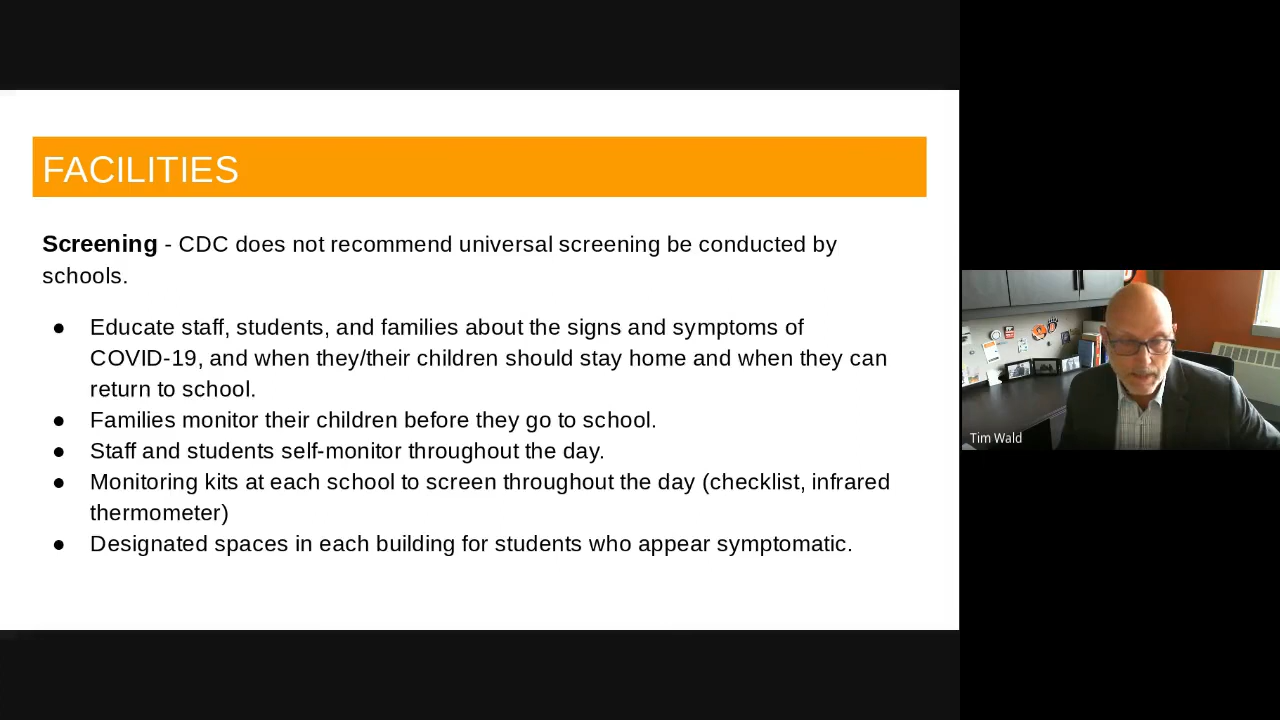 FACILITIES
Screening - CDC does not recommend universal screening be conducted by
schools.
● Educate staff, students, and families about the signs and symptoms of
COVID-19, and when they/their children should stay home and when they can
return to school.
● Families monitor their children before they go to school.
● Staff and students self-monitor throughout the day.
● Monitoring kits at each school to screen throughout the day (checklist, infrared
thermometer)
● Designated spaces in each building for students who appear symptomatic.
Tim Wald